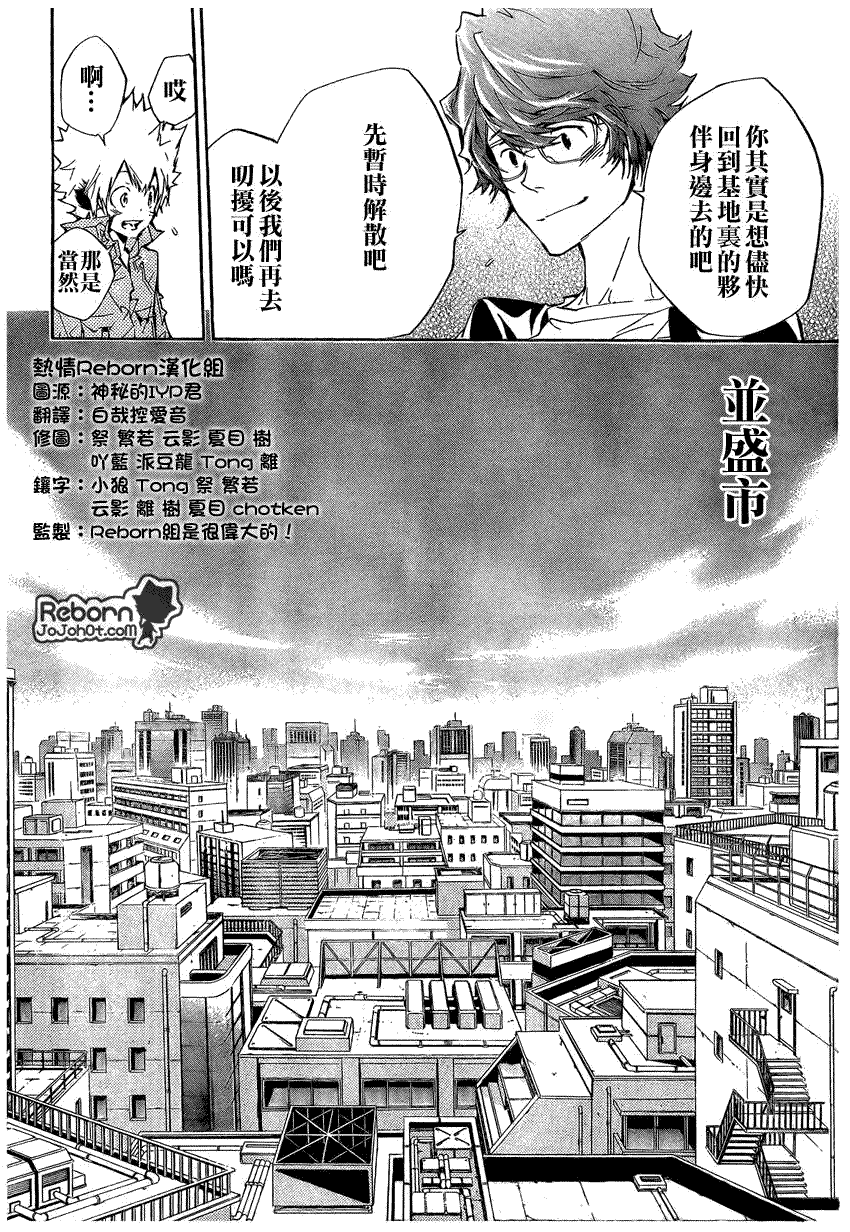 你其實是想儘快
回到基地裏的夥
伴身邊去的吧
先暫時解散吧
以後我們再去
叨擾可以嗎
哎
啊…
那是
當然
並盛市
熱情Reborn漢化組
圖源：神秘的IYP君
翻譯：白哉控愛音
修圖：祭 繁若 云影 夏目 樹
吖藍 派豆龍 Tong 離
鑲字：小狼 Tong 祭 繁若
云影 離 樹 夏目 chotken
監製：Reborn組是很偉大的！
Reborn
JoJoHot.com